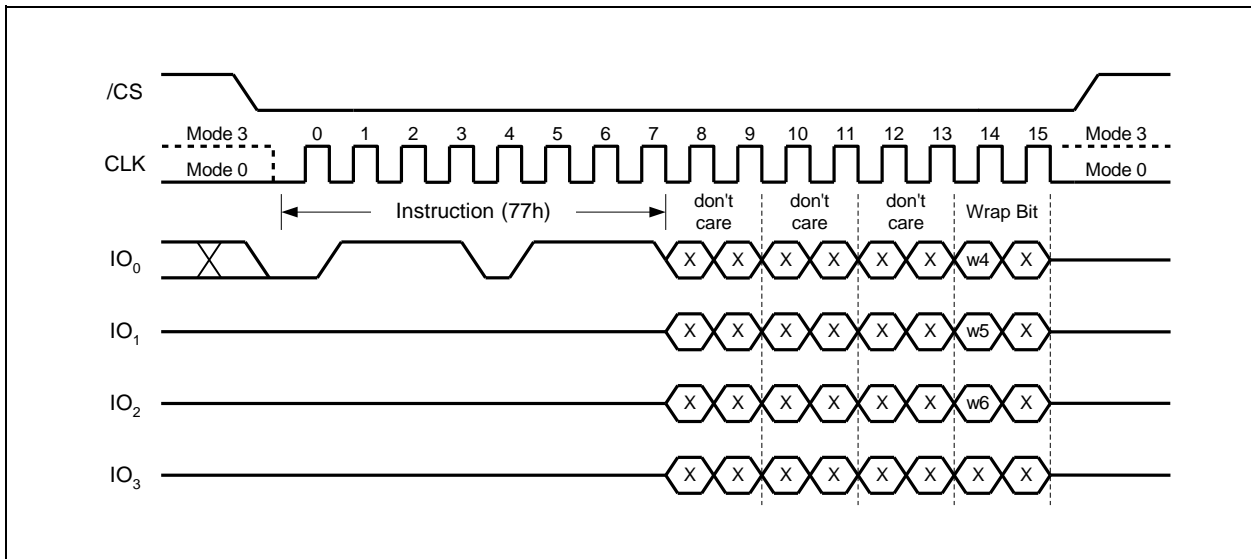 /CS
Mode 3 0 1 2 3 4 5 6 7 8 9 10 11 12 13 14 15 Mode 3
CLK
Mode 0 Mode 0
Instruction (77h) don't care don't care don't care Wrap Bit
IO0 X X X X X X w4 X
IO1 X X X X X X w5 X
IO2 X X X X X X w6 X
IO3 X X X X X X X X